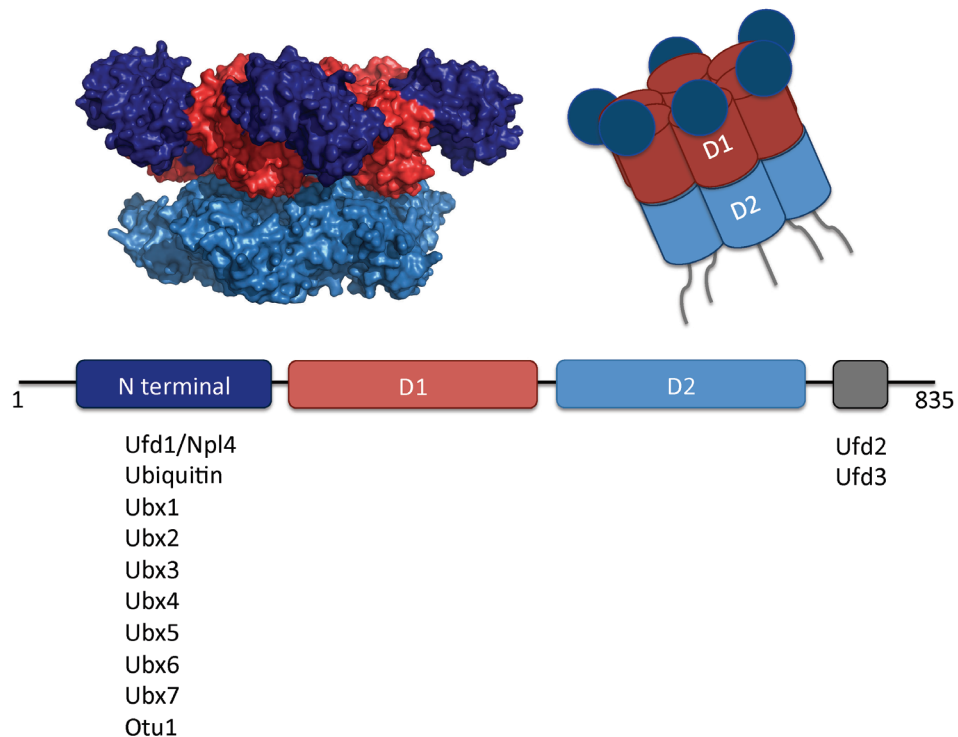 D1
D2
N terminal
D1
D2
1
835
Ufd1/Npl4
Ufd2
Ubiquitin
Ufd3
Ubx1
Ubx2
Ubx3
Ubx4
Ubx5
Ubx6
Ubx7
Otu1